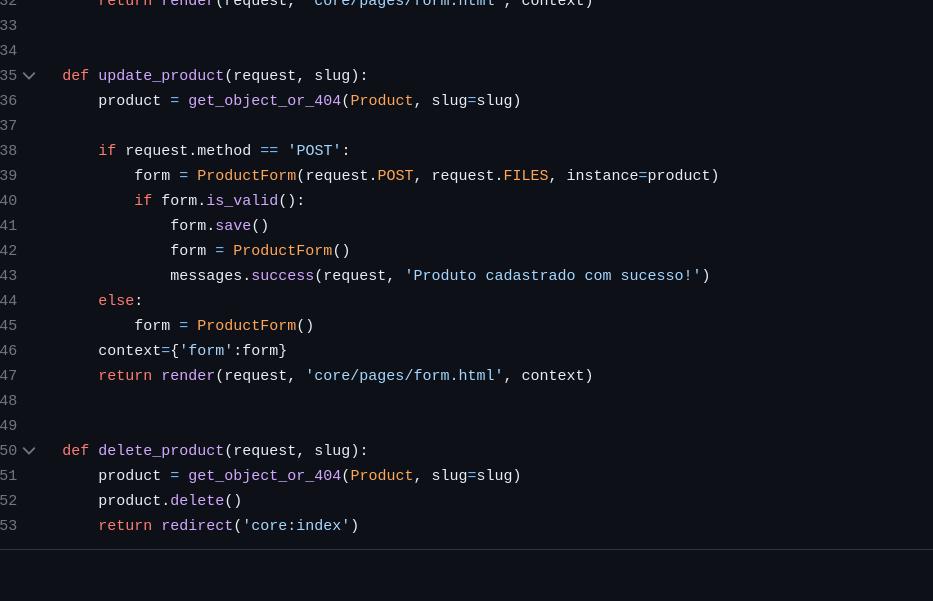 32 return render(request, 'core/pages/form.html', context)
33
34
35 def update_product(request, slug):
36 product = get_object_or_404(Product, slug=slug)
37
38 if request.method == 'POST':
39 form = ProductForm(request.POST, request.FILES, instance=product)
40 if form.is_valid():
41 form.save()
42 form = ProductForm()
43 messages.success(request, 'Produto cadastrado com sucesso!')
44 else:
45 form = ProductForm()
46 context={'form':form}
47 return render(request, 'core/pages/form.html', context)
48
49
50 def delete_product(request, slug):
51 product = get_object_or_404(Product, slug=slug)
52 product.delete()
53 return redirect('core:index')